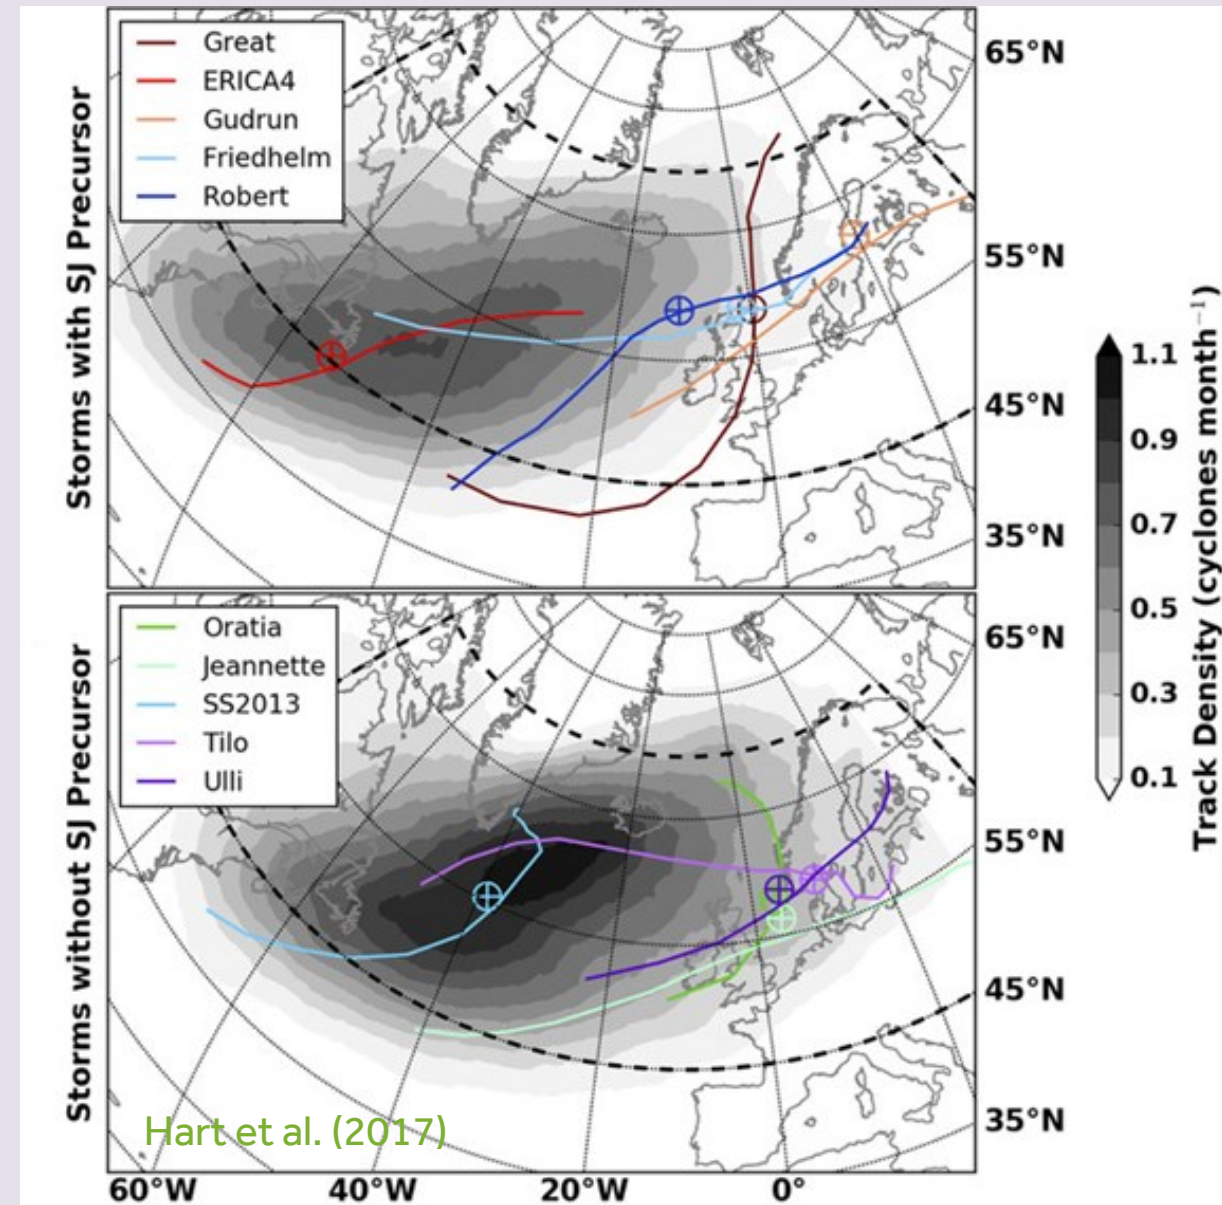 Storms with SJ Precursor
Great
ERICA4
Gudrun
Friedhelm
Robert
65°N
55°N
45°N
35°N
Storms without SJ Precursor
Oratia
Jeannette
SS2013
Tilo
Ulli
65°N
55°N
45°N
35°N
Hart et al. (2017)
60°W
40°W
20°W
0°
1.1
0.9
0.7
0.5
0.3
0.1
Track Density (cyclones month⁻¹)